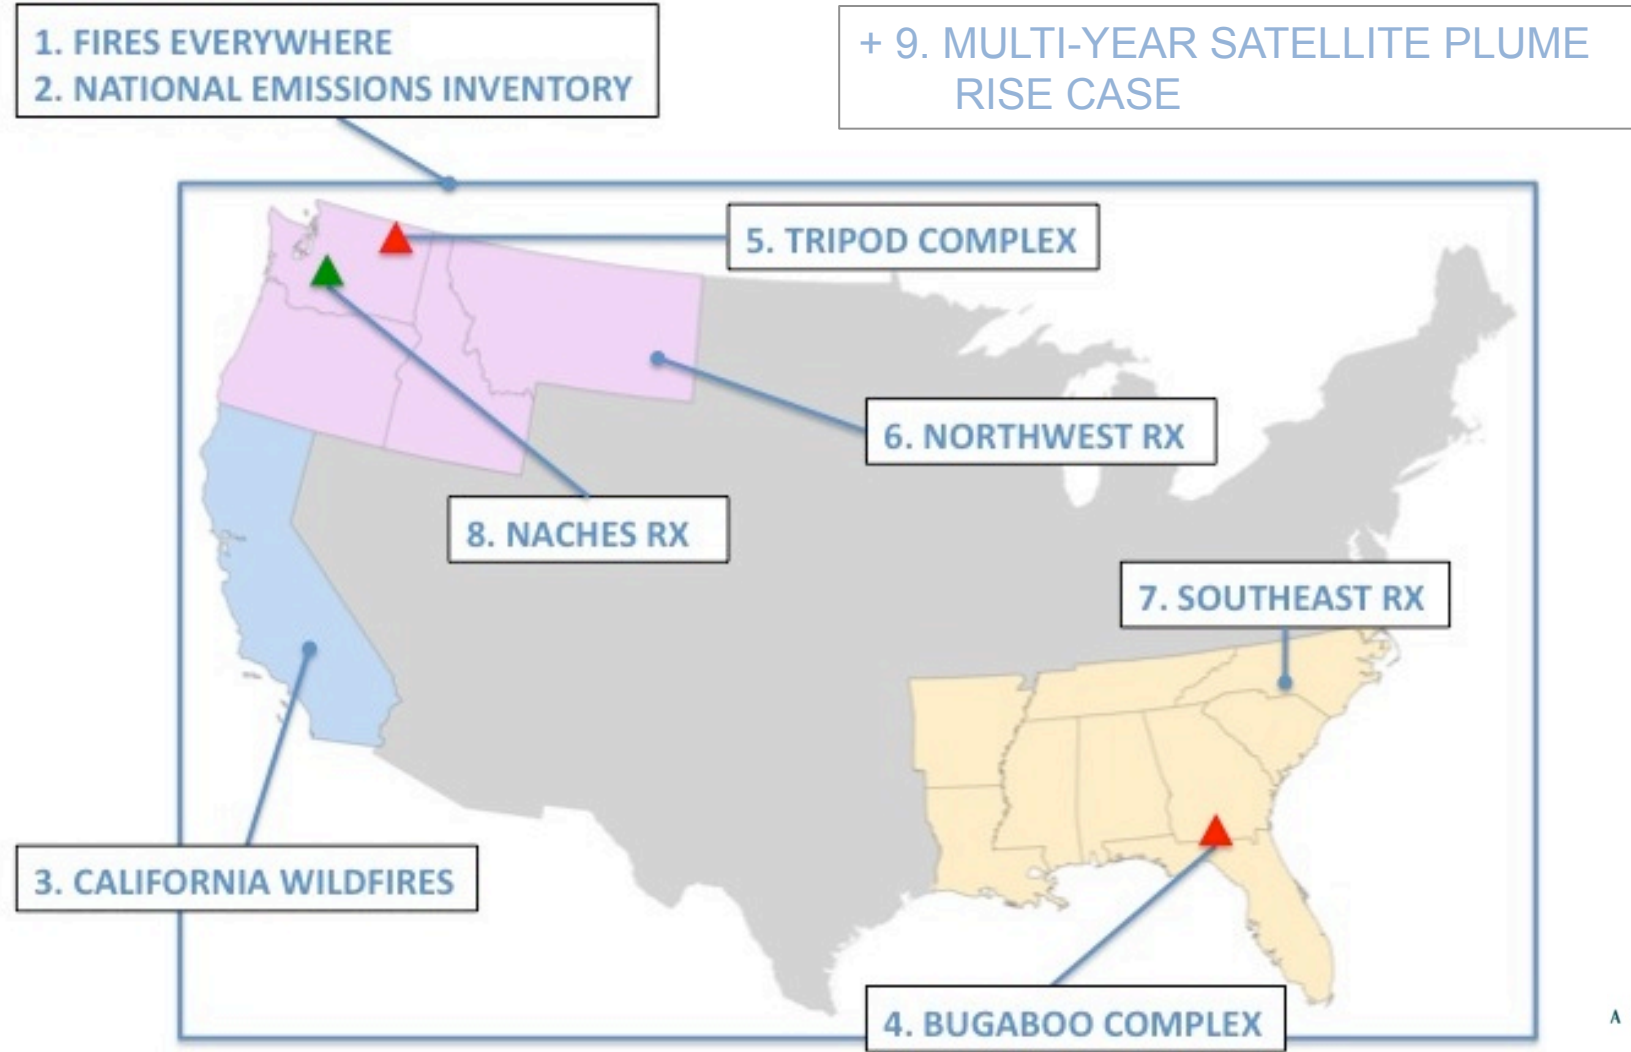 1. FIRES EVERYWHERE
2. NATIONAL EMISSIONS INVENTORY
+ 9. MULTI-YEAR SATELLITE PLUME
RISE CASE
5. TRIPOD COMPLEX
6. NORTHWEST RX
8. NACHES RX
7. SOUTHEAST RX
3. CALIFORNIA WILDFIRES
4. BUGABOO COMPLEX
A